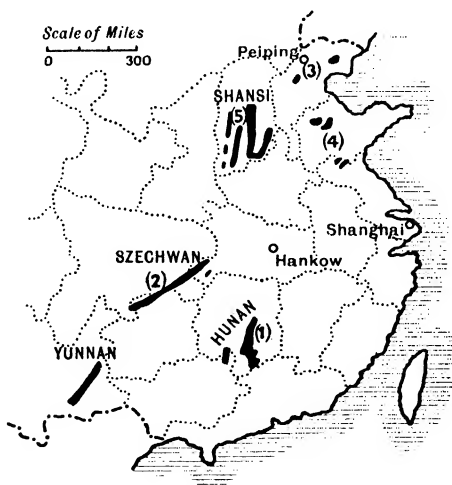 Scale of Miles
0 300
Peiping
(3)
SHANSI
(5)
(4)
Shanghai
SZECHWAN
(2)
Hankow
HUNAN
(1)
YUNNAN